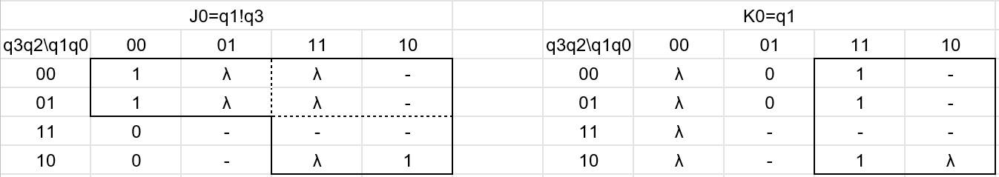 J0=q1!q3 K0=q1
q3q2\q1q0 00 01 11 10 q3q2\q1q0 00 01 11 10
00 1 λ λ - 00 λ 0 1 -
01 1 λ λ - 01 λ 0 1 -
11 0 - - - 11 λ - - -
10 0 - λ 1 10 λ - 1 λ